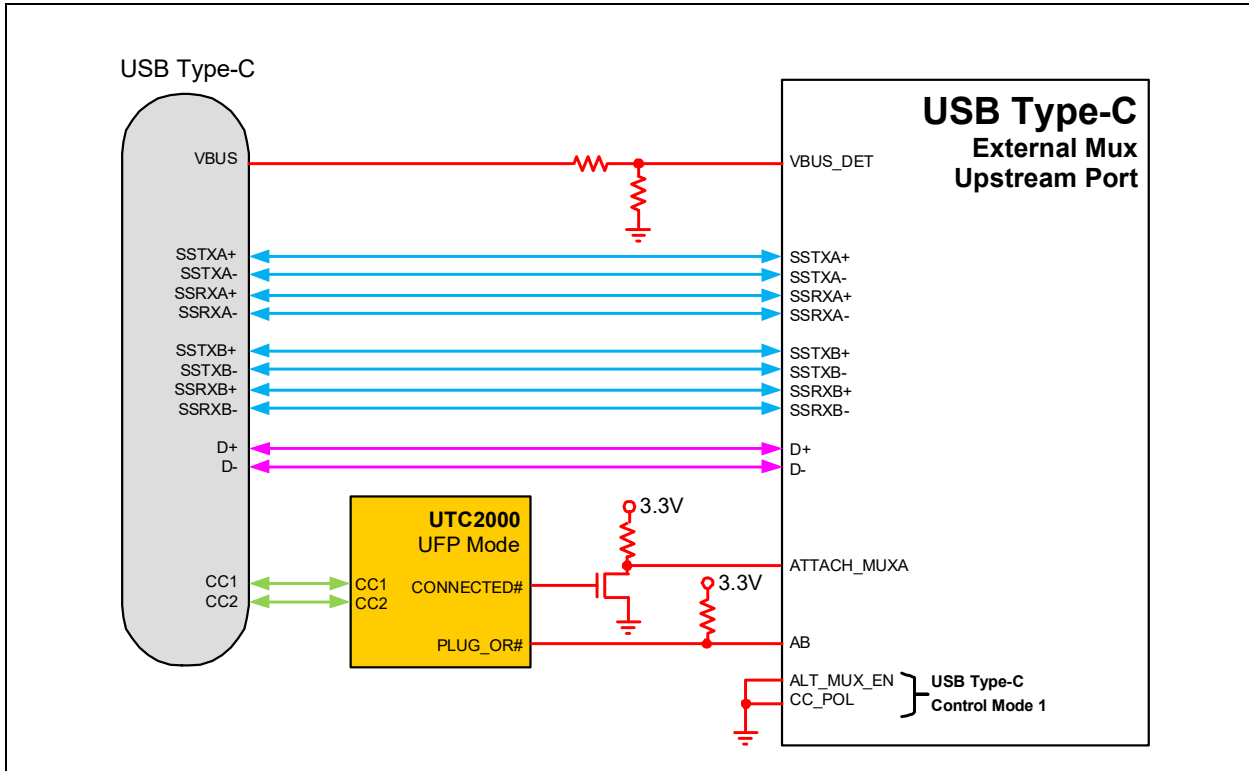 USB Type-C
USB Type-C
External Mux
Upstream Port
VBUS
VBUS_DET
SSTXA+
SSTXA-
SSRXA+
SSRXA-
SSTXB+
SSTXB-
SSRXB+
SSRXB-
D+
D-
SSTXA+
SSTXA-
SSRXA+
SSRXA-
SSTXB+
SSTXB-
SSRXB+
SSRXB-
D+
D-
UTC2000
UFP Mode
CC1
CC2
CC1
CC2
CONNECTED#
PLUG_OR#
3.3V
3.3V
ATTACH_MUXA
AB
ALT_MUX_EN
CC_POL
USB Type-C
Control Mode 1